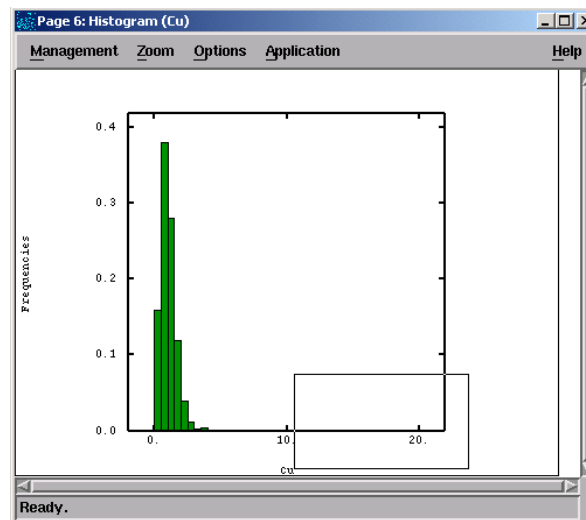 Page 6: Histogram (Cu)
Management Zoom Options Application Help
0.4
0.3
0.2
0.1
0.0
Frequencies
0. 10. 20.
Cu
Ready.